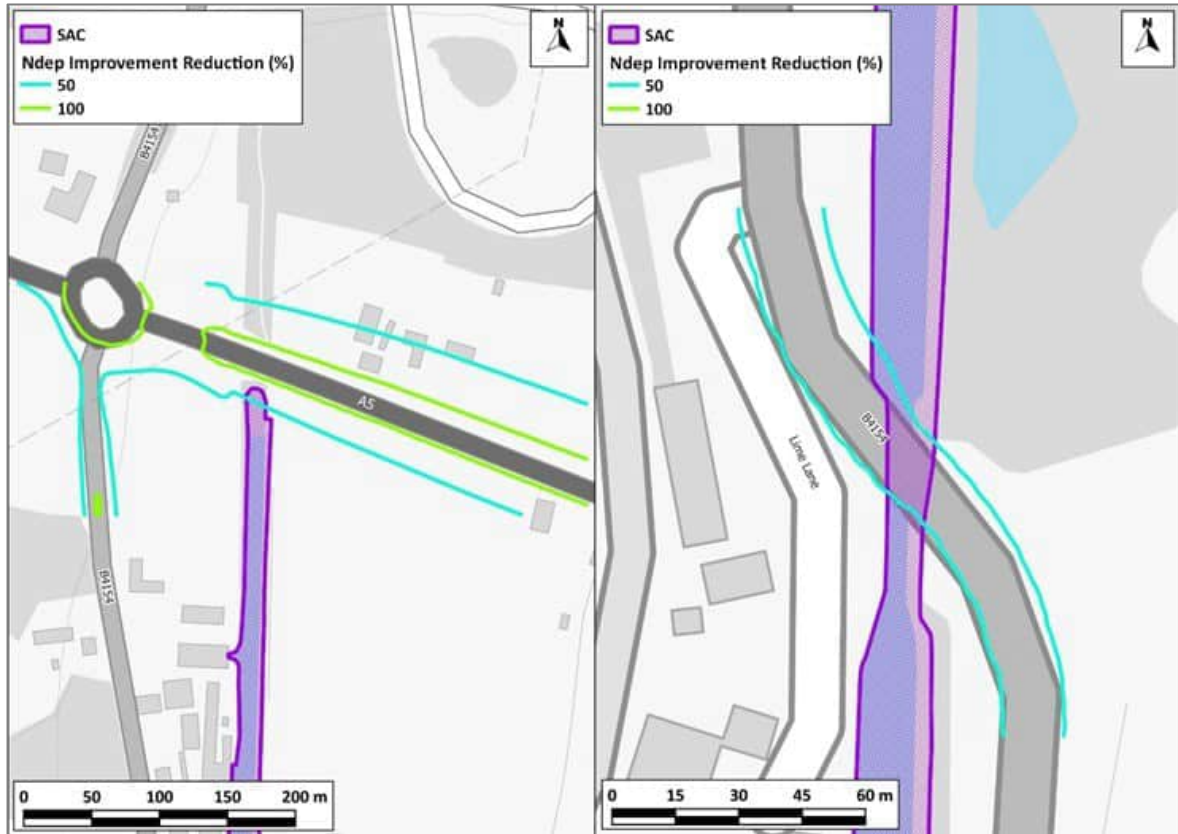 SAC
Ndep Improvement Reduction (%)
50
100
N
B4154
A5
B4154
0 50 100 150 200 m
SAC
Ndep Improvement Reduction (%)
50
100
N
B4154
Lime Lane
0 15 30 45 60 m